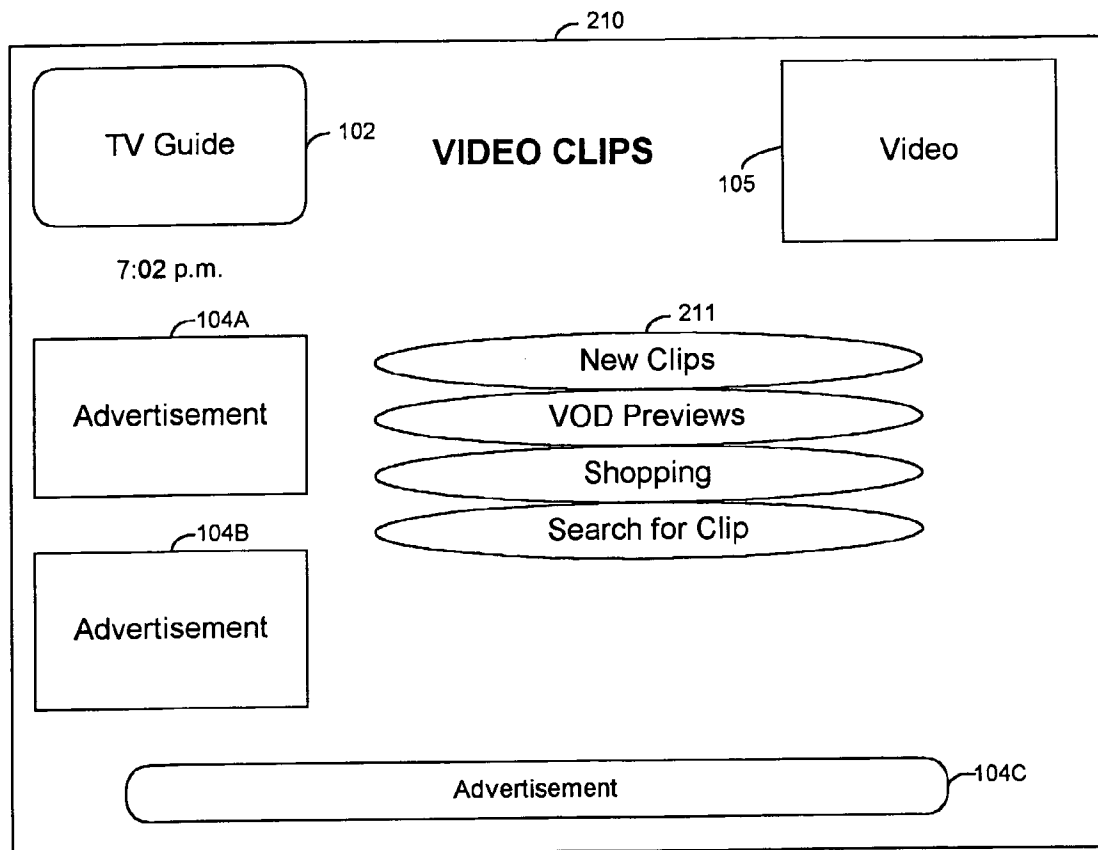 210
TV Guide
102
VIDEO CLIPS
Video
105
7:02 p.m.
104A
Advertisement
211
New Clips
VOD Previews
Shopping
Search for Clip
104B
Advertisement
Advertisement
104C